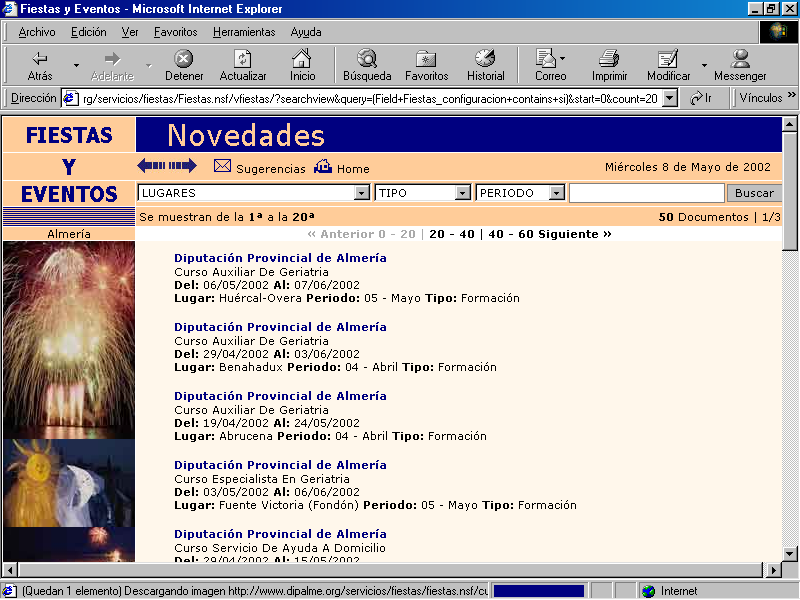 Fiestas y Eventos - Microsoft Internet Explorer
Archivo Edición Ver Favoritos Herramientas Ayuda
Atrás Adelante Detener Actualizar Inicio Búsqueda Favoritos Historial Correo Imprimir Modificar Messenger
Dirección rg/servicios/fiestas/Fiestas.nsf/vfiestas/?searchview&query=(Field+Fiestas_configuracion+contains+si)&start=0&count=20 Ir Vínculos »
FIESTAS
Y
EVENTOS
Almería
Novedades
Sugerencias Home Miércoles 8 de Mayo de 2002
LUGARES TIPO PERIODO Buscar
Se muestran de la 1ª a la 20ª 50 Documentos | 1/3
« Anterior 0 - 20 | 20 - 40 | 40 - 60 Siguiente »
Diputación Provincial de Almería
Curso Auxiliar De Geriatria
Del: 06/05/2002 Al: 07/06/2002
Lugar: Huércal-Overa Periodo: 05 - Mayo Tipo: Formación
Diputación Provincial de Almería
Curso Auxiliar De Geriatria
Del: 29/04/2002 Al: 03/06/2002
Lugar: Benahadux Periodo: 04 - Abril Tipo: Formación
Diputación Provincial de Almería
Curso Auxiliar De Geriatria
Del: 19/04/2002 Al: 24/05/2002
Lugar: Abrucena Periodo: 04 - Abril Tipo: Formación
Diputación Provincial de Almería
Curso Especialista En Geriatria
Del: 03/05/2002 Al: 06/06/2002
Lugar: Fuente Victoria (Fondón) Periodo: 05 - Mayo Tipo: Formación
Diputación Provincial de Almería
Curso Servicio De Ayuda A Domicilio
Del: 29/04/2002 Al: 15/05/2002
(Quedan 1 elemento) Descargando imagen http://www.dipalme.org/servicios/fiestas/fiestas.nsf/cu Internet